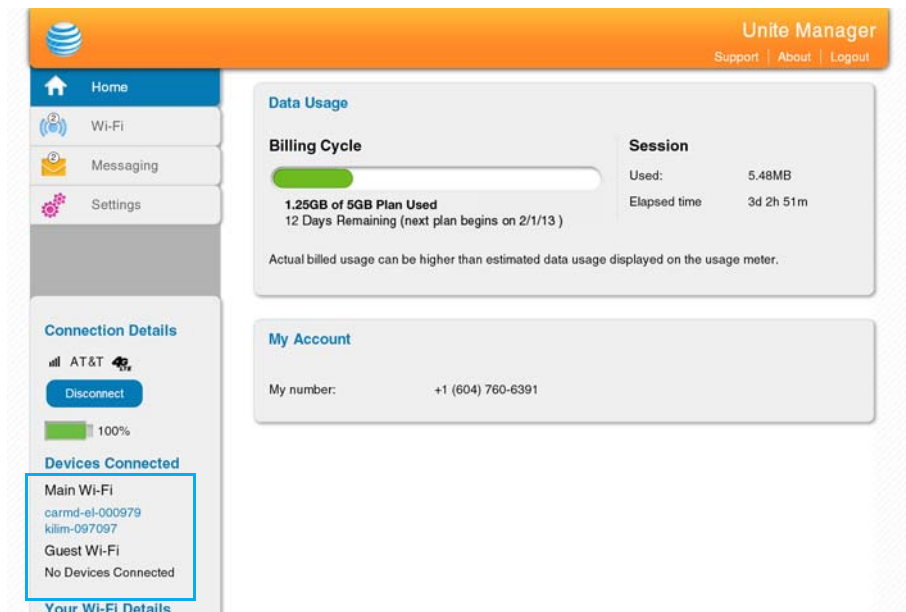 Unite Manager
Support | About | Logout
Home
2
Wi-Fi
2
Messaging
Settings
Data Usage
Billing Cycle
1.25GB of 5GB Plan Used
12 Days Remaining (next plan begins on 2/1/13 )
Session
Used: 5.48MB
Elapsed time 3d 2h 51m
Actual billed usage can be higher than estimated data usage displayed on the usage meter.
My Account
My number: +1 (604) 760-6391
Connection Details
AT&T 4G LTE
Disconnect
100%
Devices Connected
Main Wi-Fi
carmd-el-000979
kilim-097097
Guest Wi-Fi
No Devices Connected
Your Wi-Fi Details